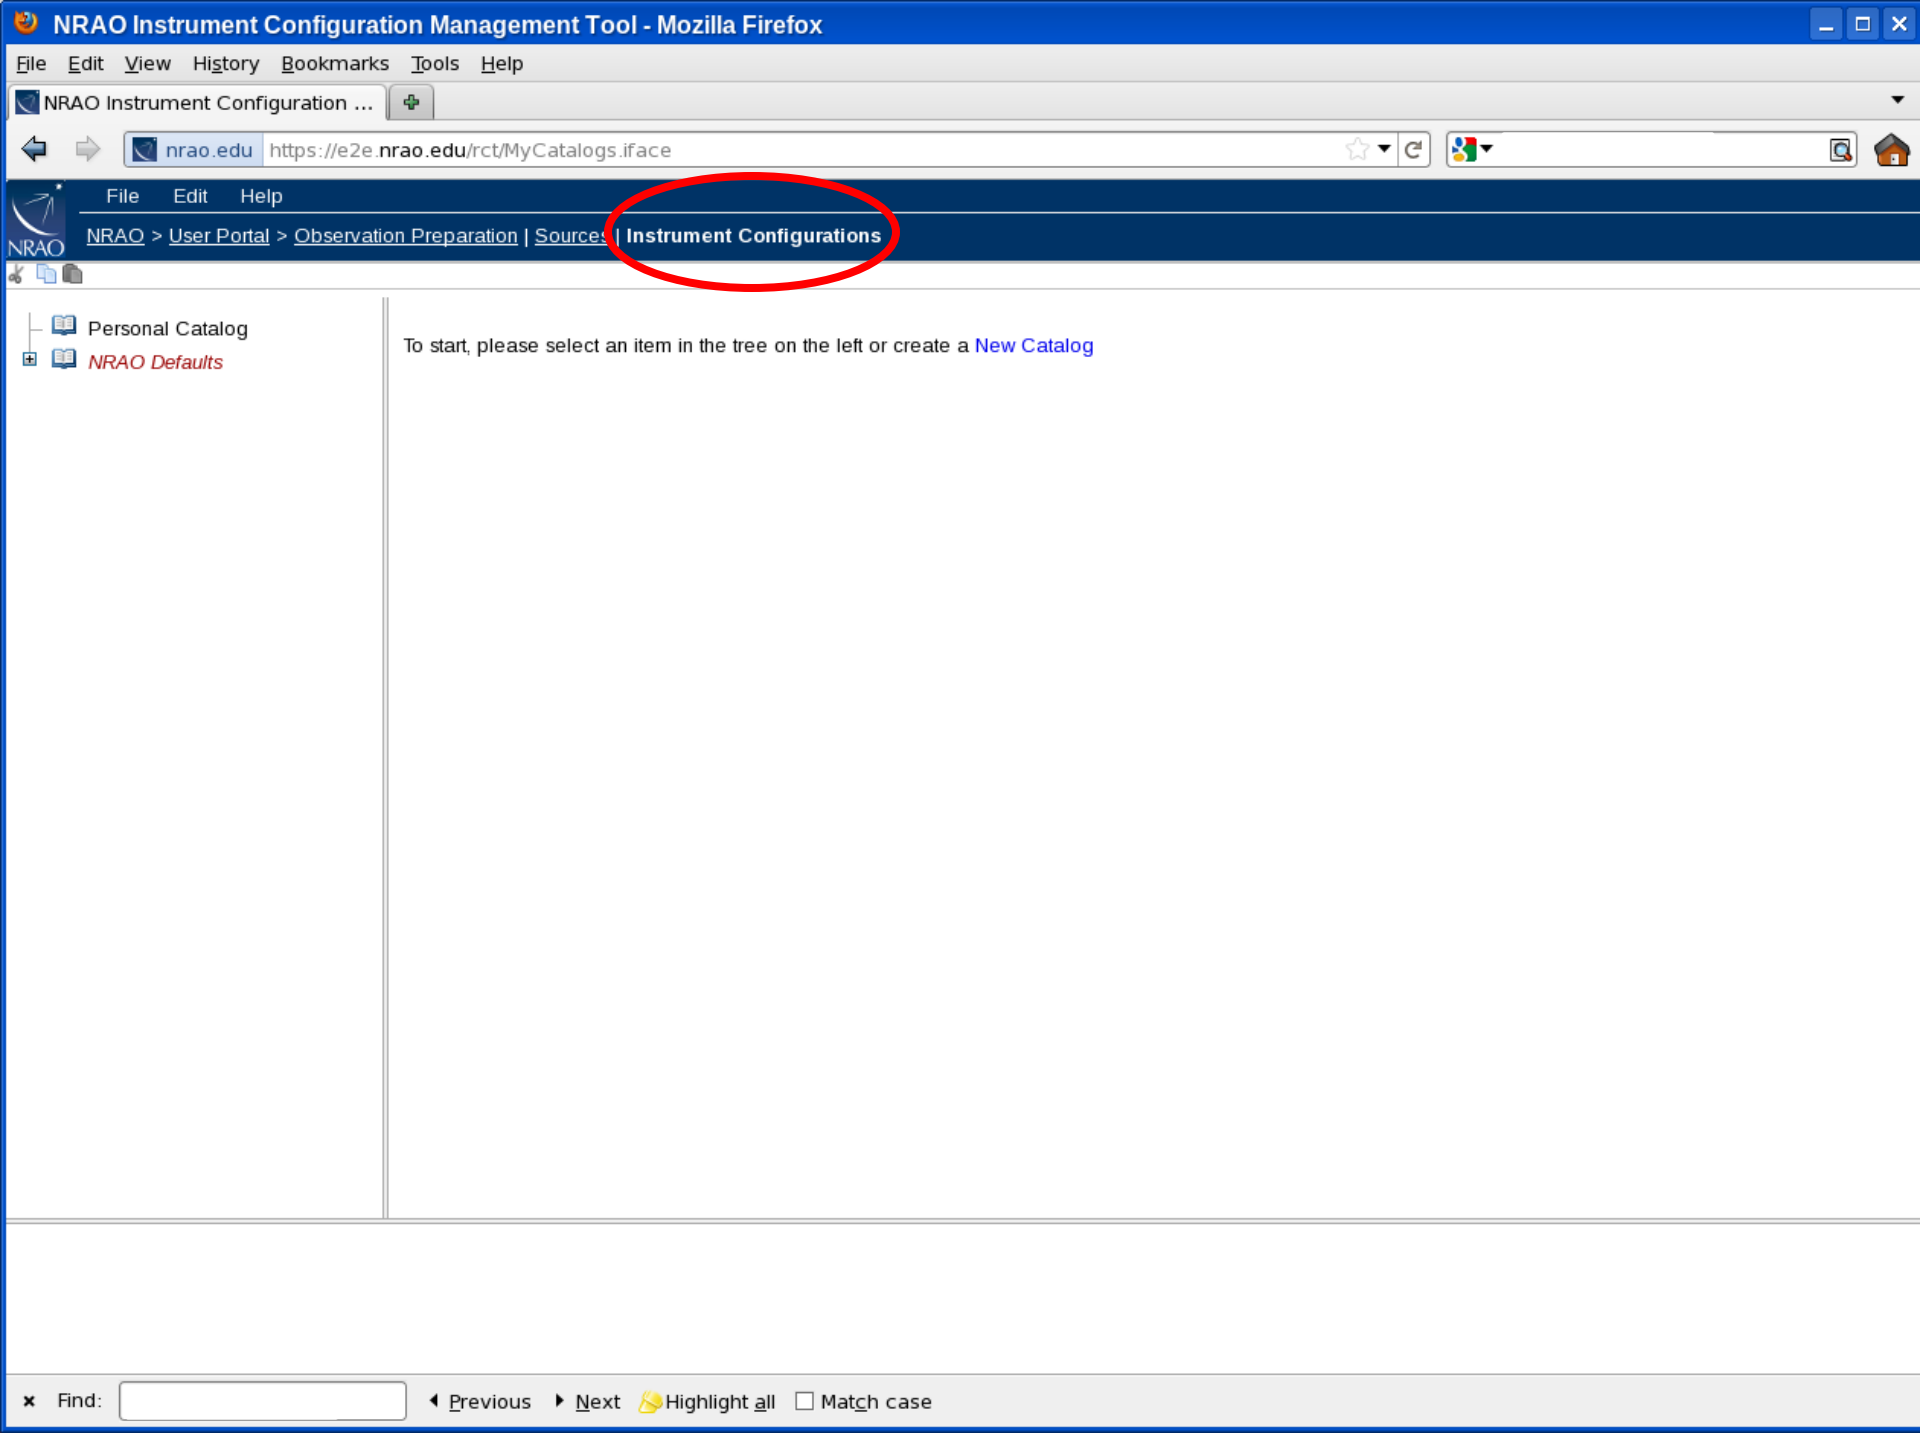 NRAO Instrument Configuration Management Tool - Mozilla Firefox
File Edit View History Bookmarks Tools Help
NRAO Instrument Configuration ...
nrao.edu https://e2e.nrao.edu/rct/MyCatalogs.iface
File Edit Help
NRAO
NRAO > User Portal > Observation Preparation | Sources | Instrument Configurations
Personal Catalog
NRAO Defaults
To start, please select an item in the tree on the left or create a New Catalog
Find: Previous Next Highlight all Match case